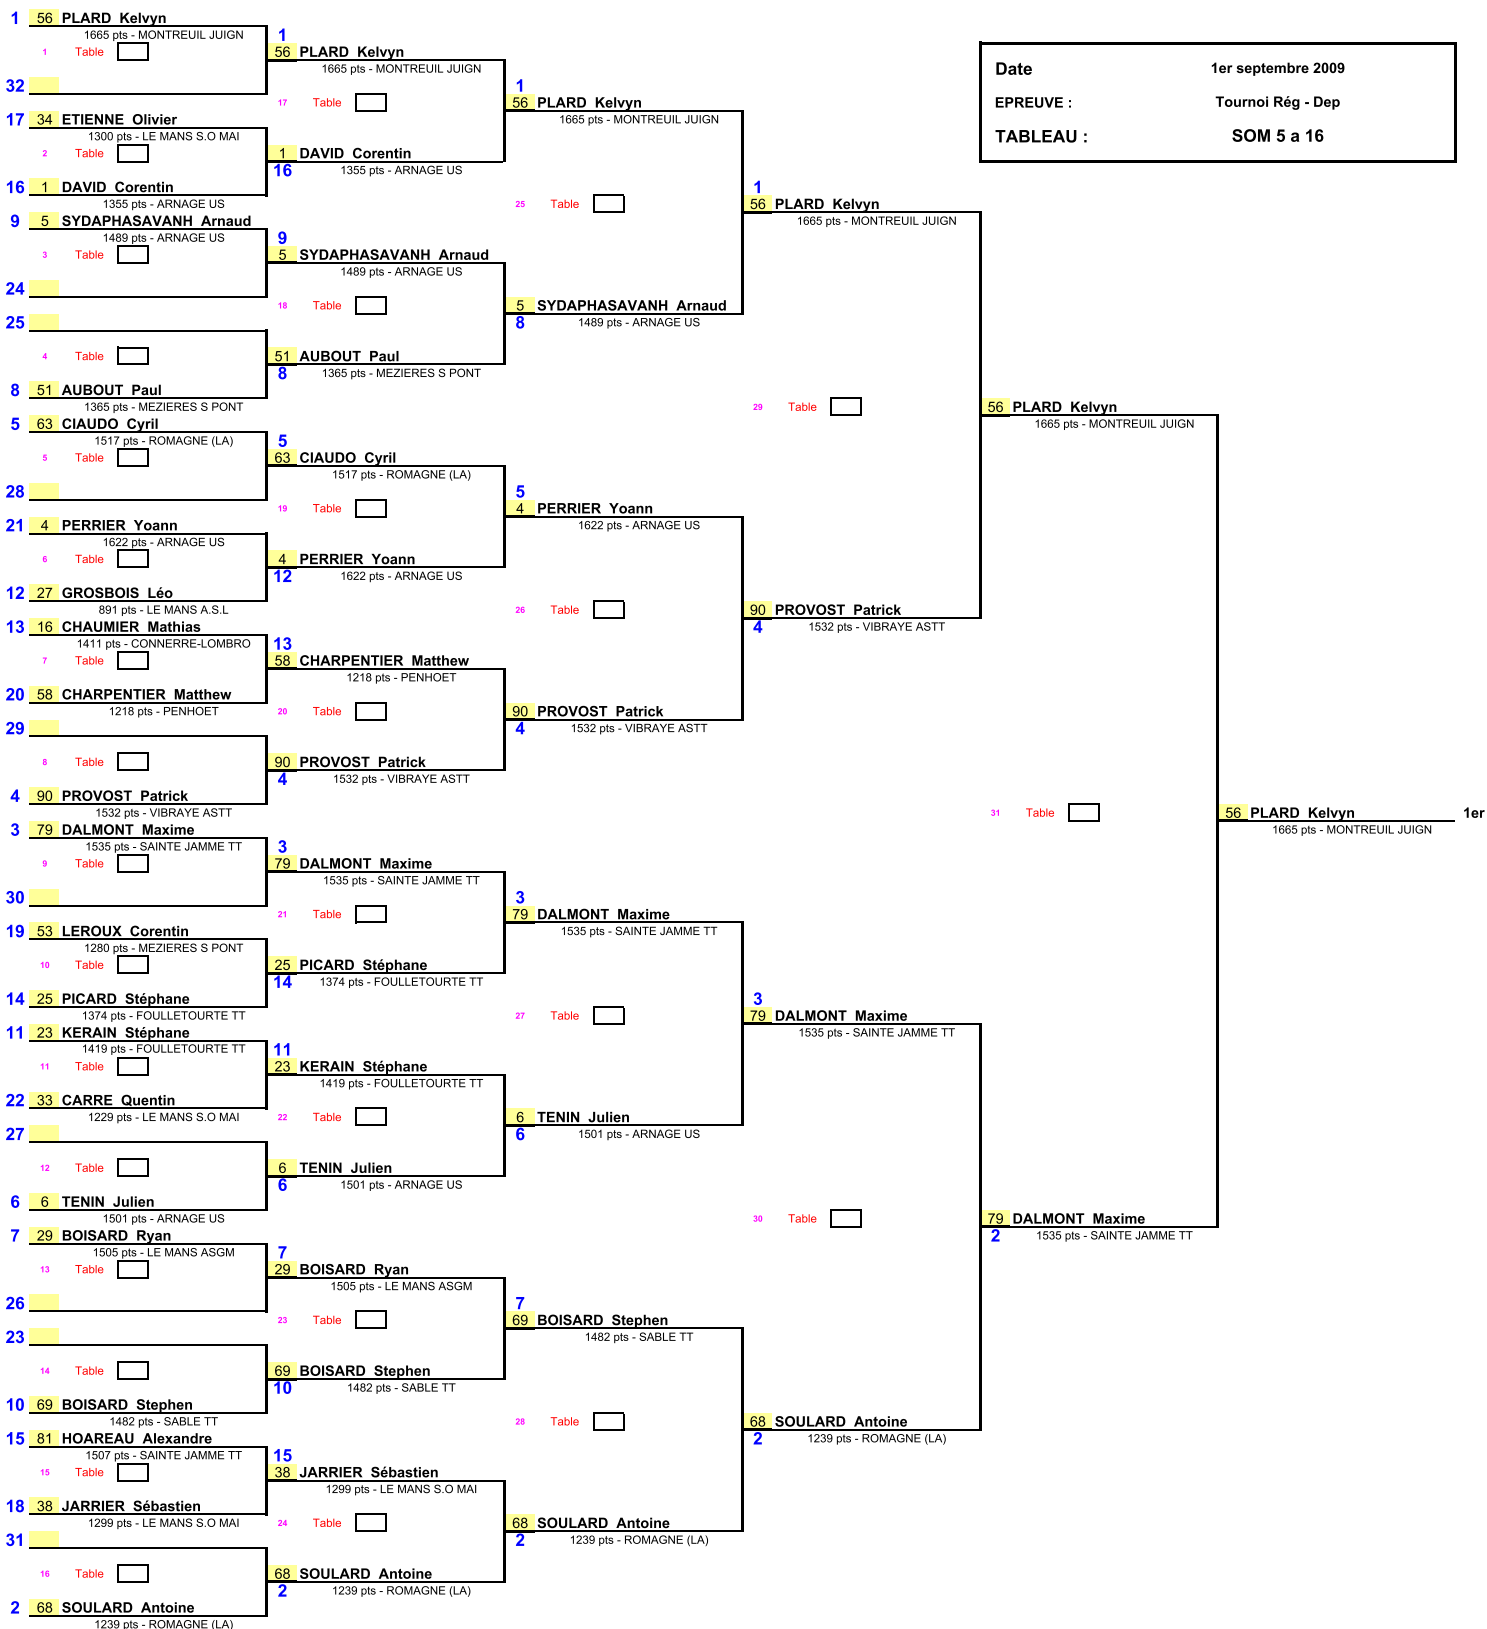 1 56 PLARD Kelvyn
1665 pts - MONTREUIL JUIGN
1 Table
32
17 34 ETIENNE Olivier
1300 pts - LE MANS S.O MAI
2 Table
16 1 DAVID Corentin
1355 pts - ARNAGE US
9 5 SYDAPHASAVANH Arnaud
1489 pts - ARNAGE US
3 Table
24
25
4 Table
8 51 AUBOUT Paul
1365 pts - MEZIERES S PONT
5 63 CIAUDO Cyril
1517 pts - ROMAGNE (LA)
5 Table
28
21 4 PERRIER Yoann
1622 pts - ARNAGE US
6 Table
12 27 GROSBOIS Léo
891 pts - LE MANS A.S.L
13 16 CHAUMIER Mathias
1411 pts - CONNERRE-LOMBRO
7 Table
20 58 CHARPENTIER Matthew
1218 pts - PENHOET
29
8 Table
4 90 PROVOST Patrick
1532 pts - VIBRAYE ASTT
3 79 DALMONT Maxime
1535 pts - SAINTE JAMME TT
9 Table
30
19 53 LEROUX Corentin
1280 pts - MEZIERES S PONT
10 Table
14 25 PICARD Stéphane
1374 pts - FOULLETOURTE TT
11 23 KERAIN Stéphane
1419 pts - FOULLETOURTE TT
11 Table
22 33 CARRE Quentin
1229 pts - LE MANS S.O MAI
27
12 Table
6 6 TENIN Julien
1501 pts - ARNAGE US
7 29 BOISARD Ryan
1505 pts - LE MANS ASGM
13 Table
26
23
14 Table
10 69 BOISARD Stephen
1482 pts - SABLE TT
15 81 HOAREAU Alexandre
1507 pts - SAINTE JAMME TT
15 Table
18 38 JARRIER Sébastien
1299 pts - LE MANS S.O MAI
31
16 Table
2 68 SOULARD Antoine
1239 pts - ROMAGNE (LA)
1
56 PLARD Kelvyn
1665 pts - MONTREUIL JUIGN
17 Table
1 DAVID Corentin
16 1355 pts - ARNAGE US
9
5 SYDAPHASAVANH Arnaud
1489 pts - ARNAGE US
18 Table
51 AUBOUT Paul
8 1365 pts - MEZIERES S PONT
5
63 CIAUDO Cyril
1517 pts - ROMAGNE (LA)
19 Table
4 PERRIER Yoann
12 1622 pts - ARNAGE US
13
58 CHARPENTIER Matthew
1218 pts - PENHOET
20 Table
90 PROVOST Patrick
4 1532 pts - VIBRAYE ASTT
3
79 DALMONT Maxime
1535 pts - SAINTE JAMME TT
21 Table
25 PICARD Stéphane
14 1374 pts - FOULLETOURTE TT
11
23 KERAIN Stéphane
1419 pts - FOULLETOURTE TT
22 Table
6 TENIN Julien
6 1501 pts - ARNAGE US
7
29 BOISARD Ryan
1505 pts - LE MANS ASGM
23 Table
69 BOISARD Stephen
10 1482 pts - SABLE TT
15
38 JARRIER Sébastien
1299 pts - LE MANS S.O MAI
24 Table
68 SOULARD Antoine
2 1239 pts - ROMAGNE (LA)
1
56 PLARD Kelvyn
1665 pts - MONTREUIL JUIGN
25 Table
5 SYDAPHASAVANH Arnaud
8 1489 pts - ARNAGE US
5
4 PERRIER Yoann
1622 pts - ARNAGE US
26 Table
90 PROVOST Patrick
4 1532 pts - VIBRAYE ASTT
3
79 DALMONT Maxime
1535 pts - SAINTE JAMME TT
27 Table
6 TENIN Julien
6 1501 pts - ARNAGE US
7
69 BOISARD Stephen
1482 pts - SABLE TT
28 Table
68 SOULARD Antoine
2 1239 pts - ROMAGNE (LA)
1
56 PLARD Kelvyn
1665 pts - MONTREUIL JUIGN
29 Table
90 PROVOST Patrick
4 1532 pts - VIBRAYE ASTT
3
79 DALMONT Maxime
1535 pts - SAINTE JAMME TT
30 Table
68 SOULARD Antoine
2 1239 pts - ROMAGNE (LA)
Date 1er septembre 2009
EPREUVE : Tournoi Rég - Dep
TABLEAU : SOM 5 a 16
56 PLARD Kelvyn
1665 pts - MONTREUIL JUIGN
31 Table
79 DALMONT Maxime
2 1535 pts - SAINTE JAMME TT
56 PLARD Kelvyn 1er
1665 pts - MONTREUIL JUIGN